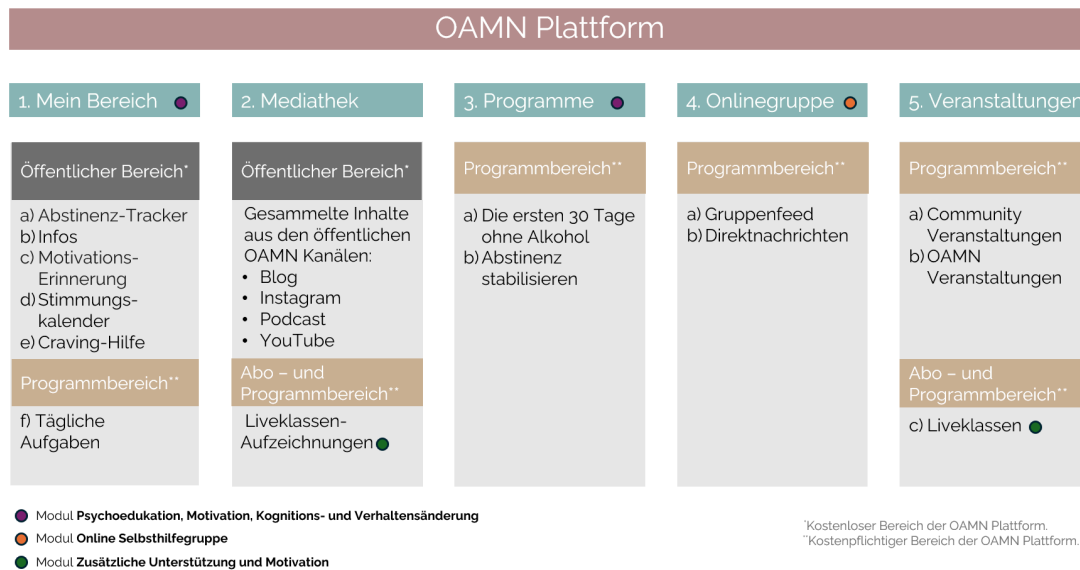 OAMN Plattform
1. Mein Bereich
Öffentlicher Bereich*
a) Abstinenz-Tracker
b) Infos
c) Motivations-
Erinnerung
d) Stimmungs-
kalender
e) Craving-Hilfe
Programmbereich**
f) Tägliche
Aufgaben
2. Mediathek
Öffentlicher Bereich*
Gesammelte Inhalte
aus den öffentlichen
OAMN Kanälen:
• Blog
• Instagram
• Podcast
• YouTube
Abo – und
Programmbereich**
Liveklassen-
Aufzeichnungen
3. Programme
Programmbereich**
a) Die ersten 30 Tage
ohne Alkohol
b) Abstinenz
stabilisieren
4. Onlinegruppe
Programmbereich**
a) Gruppenfeed
b) Direktnachrichten
5. Veranstaltungen
Programmbereich**
a) Community
Veranstaltungen
b) OAMN
Veranstaltungen
Abo – und
Programmbereich**
c) Liveklassen
Modul Psychoedukation, Motivation, Kognitions- und Verhaltensänderung
Modul Online Selbsthilfegruppe
Modul Zusätzliche Unterstützung und Motivation
*Kostenloser Bereich der OAMN Plattform.
**Kostenpflichtiger Bereich der OAMN Plattform.